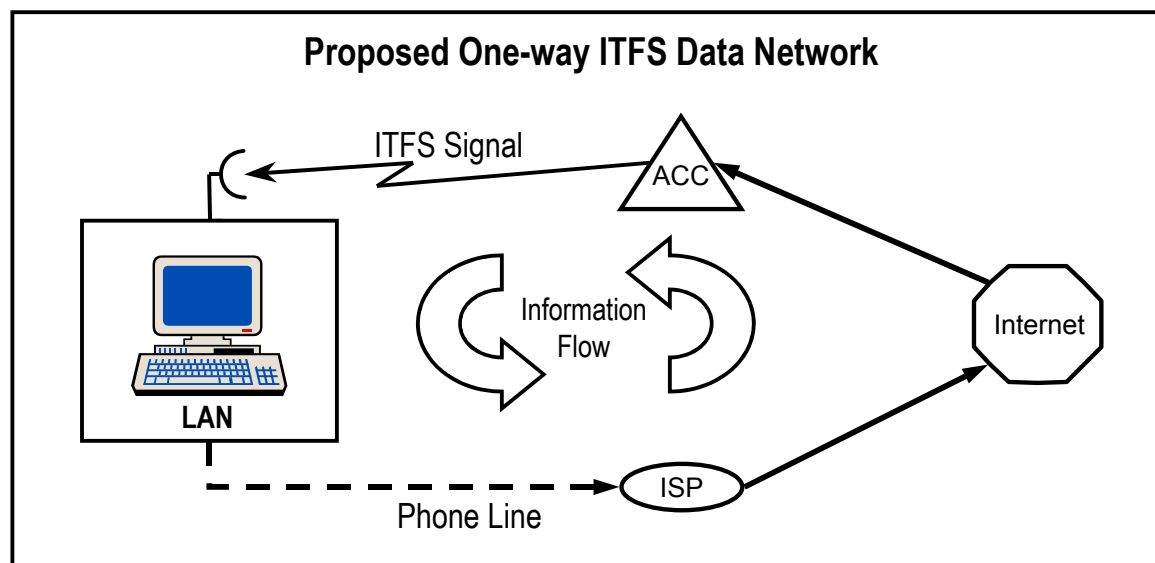 Proposed One-way ITFS Data Network
ITFS Signal
ACC
Information
Flow
Internet
LAN
ISP
Phone Line